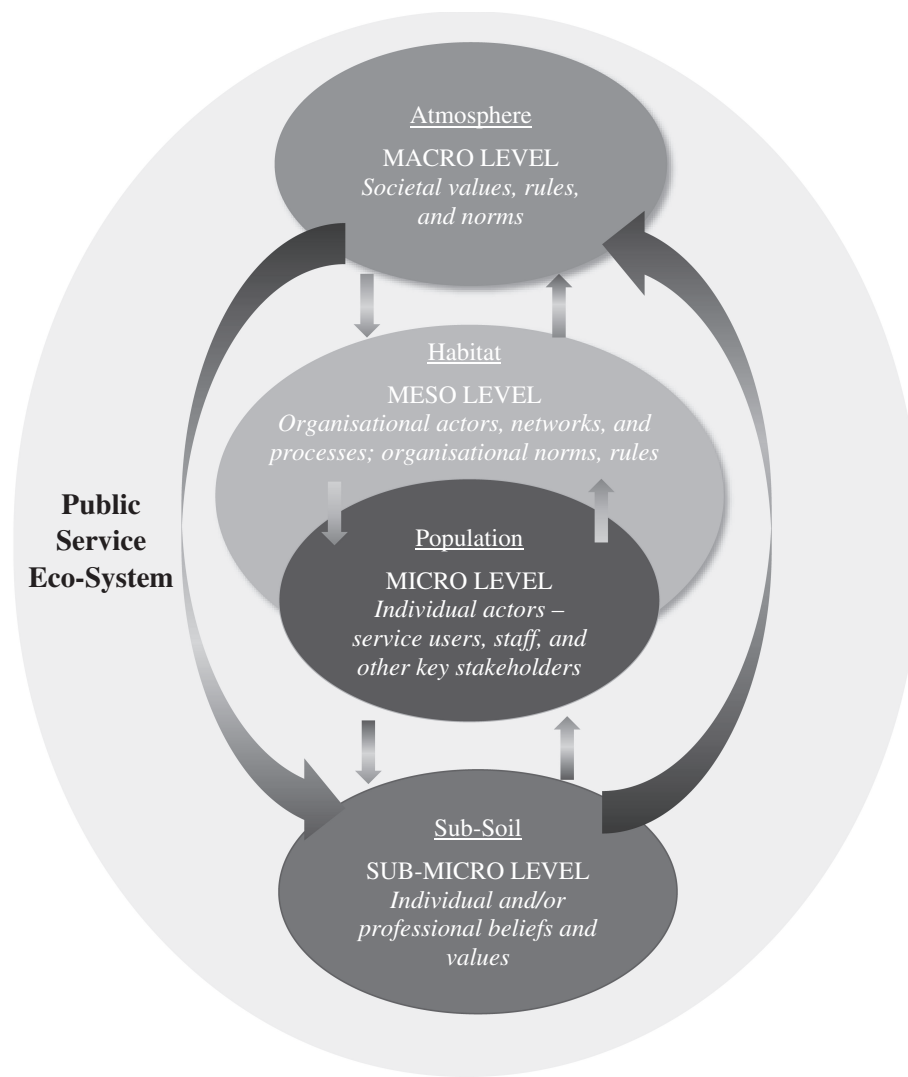 Atmosphere
MACRO LEVEL
Societal values, rules,
and norms
Habitat
MESO LEVEL
Organisational actors, networks, and
processes; organisational norms, rules
Public
Service
Eco-System
Population
MICRO LEVEL
Individual actors –
service users, staff, and
other key stakeholders
Sub-Soil
SUB-MICRO LEVEL
Individual and/or
professional beliefs and
values